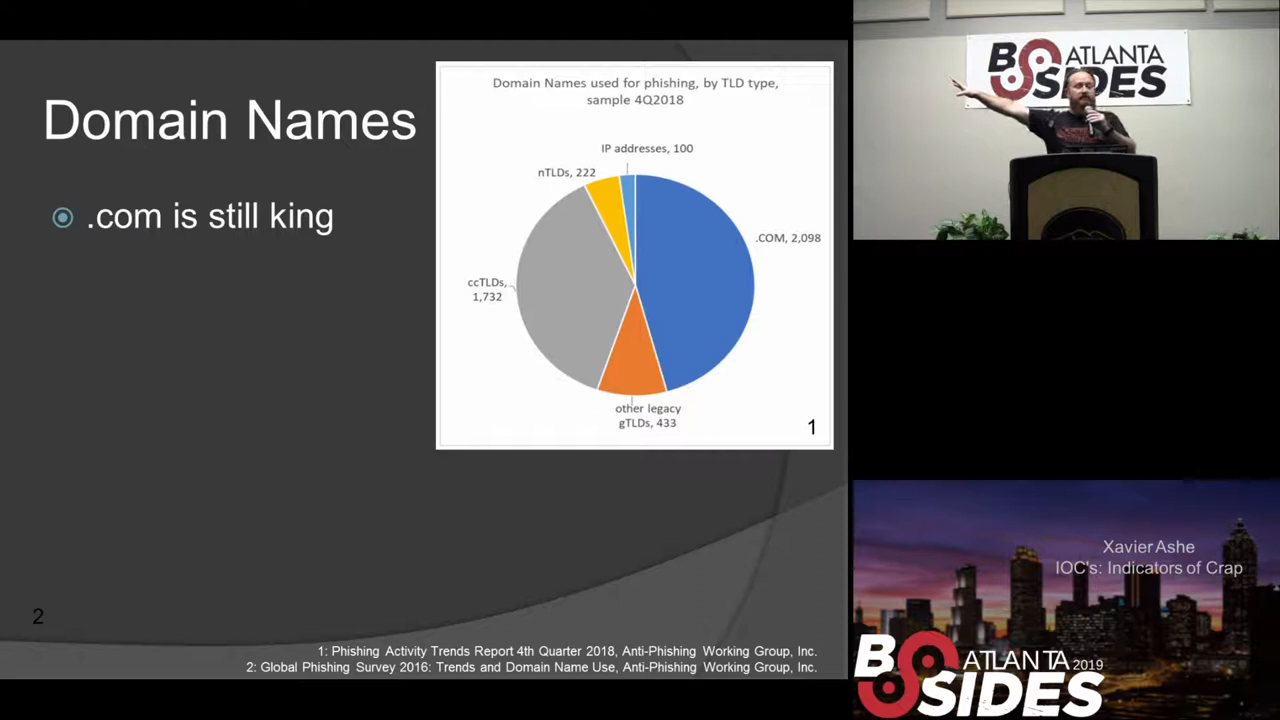 Domain Names
.com is still king
Domain Names used for phishing, by TLD type,
sample 4Q2018
IP addresses, 100
nTLDs, 222
.COM, 2,098
ccTLDs,
1,732
other legacy
gTLDs, 433
1
2
1: Phishing Activity Trends Report 4th Quarter 2018, Anti-Phishing Working Group, Inc.
2: Global Phishing Survey 2016: Trends and Domain Name Use, Anti-Phishing Working Group, Inc.
BSIDES ATLANTA
Xavier Ashe
IOC's: Indicators of Crap
BSIDES ATLANTA 2019